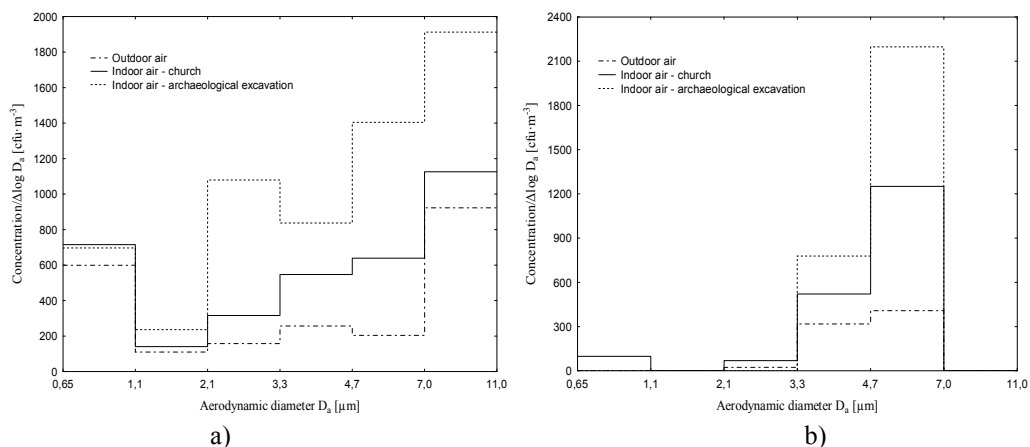 2000
1800
1600
1400
1200
1000
800
600
400
200
0
Concentration/Δlog Dₐ [cfu·m⁻³]
Outdoor air
Indoor air - church
Indoor air - archaeological excavation
0,65 1,1 2,1 3,3 4,7 7,0 11,0
Aerodynamic diameter Dₐ [µm]
a)
2400
2100
1800
1500
1200
900
600
300
0
Concentration/Δlog Dₐ [cfu·m⁻³]
Outdoor air
Indoor air - church
Indoor air - archaeological excavation
0,65 1,1 2,1 3,3 4,7 7,0 11,0
Aerodynamic diameter Dₐ [µm]
b)